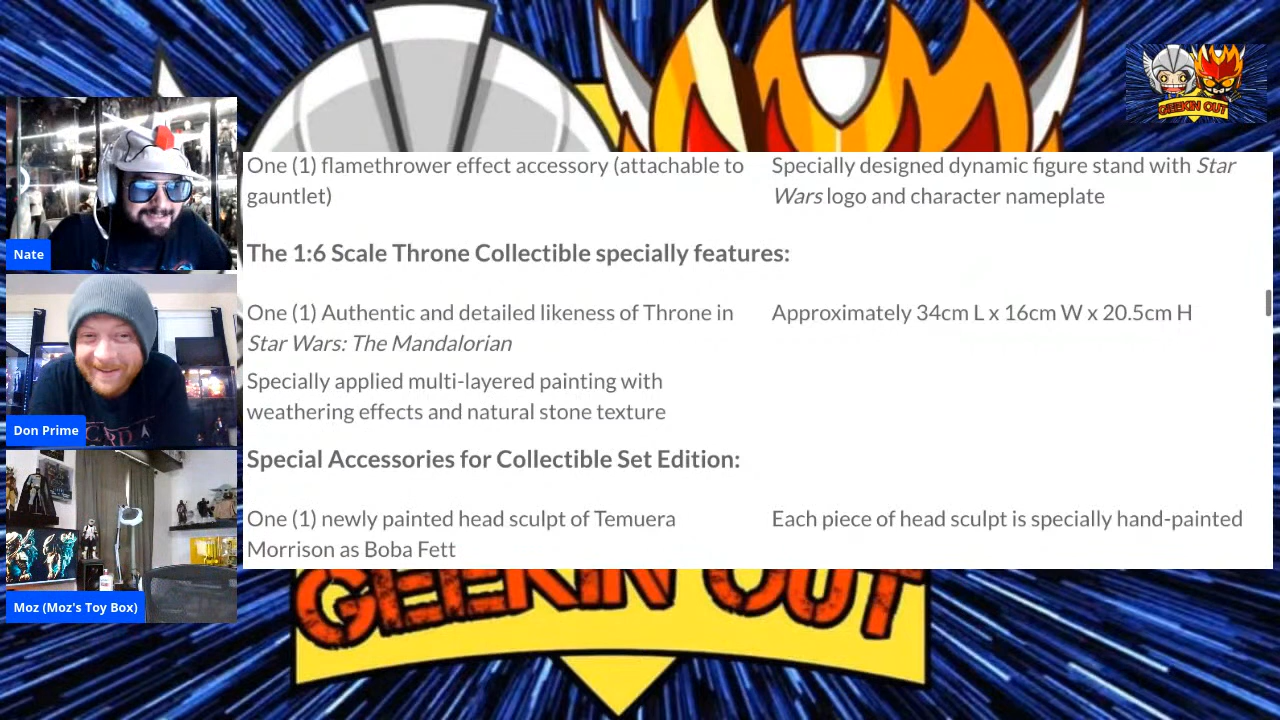 One (1) flamethrower effect accessory (attachable to
gauntlet)
Specially designed dynamic figure stand with Star
Wars logo and character nameplate
The 1:6 Scale Throne Collectible specially features:
One (1) Authentic and detailed likeness of Throne in
Star Wars: The Mandalorian
Approximately 34cm L x 16cm W x 20.5cm H
Specially applied multi-layered painting with
weathering effects and natural stone texture
Special Accessories for Collectible Set Edition:
One (1) newly painted head sculpt of Temuera
Morrison as Boba Fett
Each piece of head sculpt is specially hand-painted
Nate
Don Prime
Moz (Moz's Toy Box)
GEEKIN OUT
GEEKIN OUT